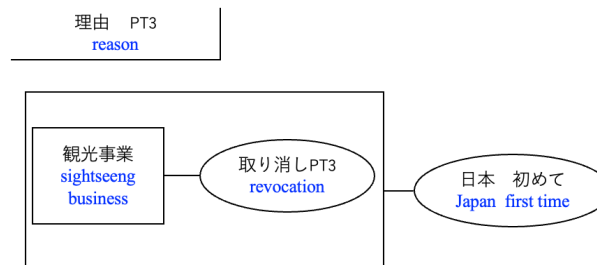 理由 PT3
reason
観光事業
sightseeng
business
取り消しPT3
revocation
日本 初めて
Japan first time